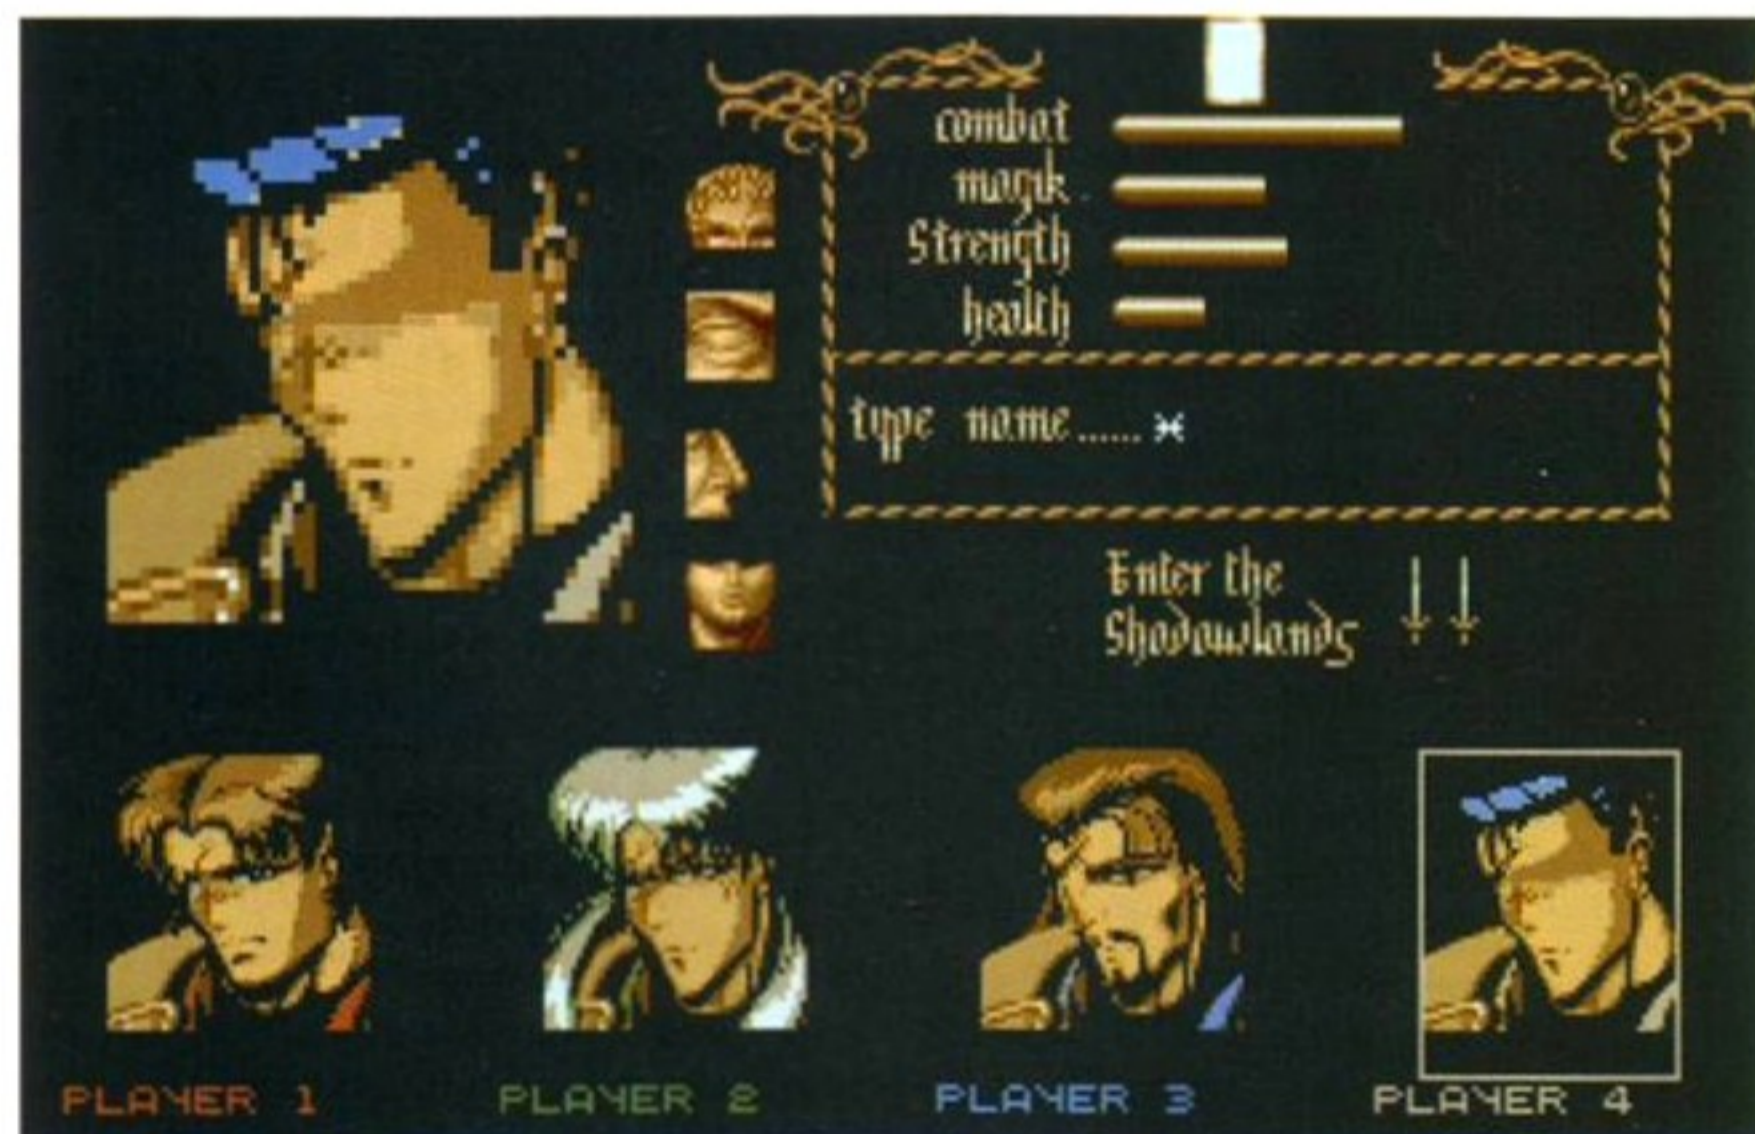 combat
magik
Strength
health
type name......
Enter the
Shadowlands
PLAYER 1
PLAYER 2
PLAYER 3
PLAYER 4